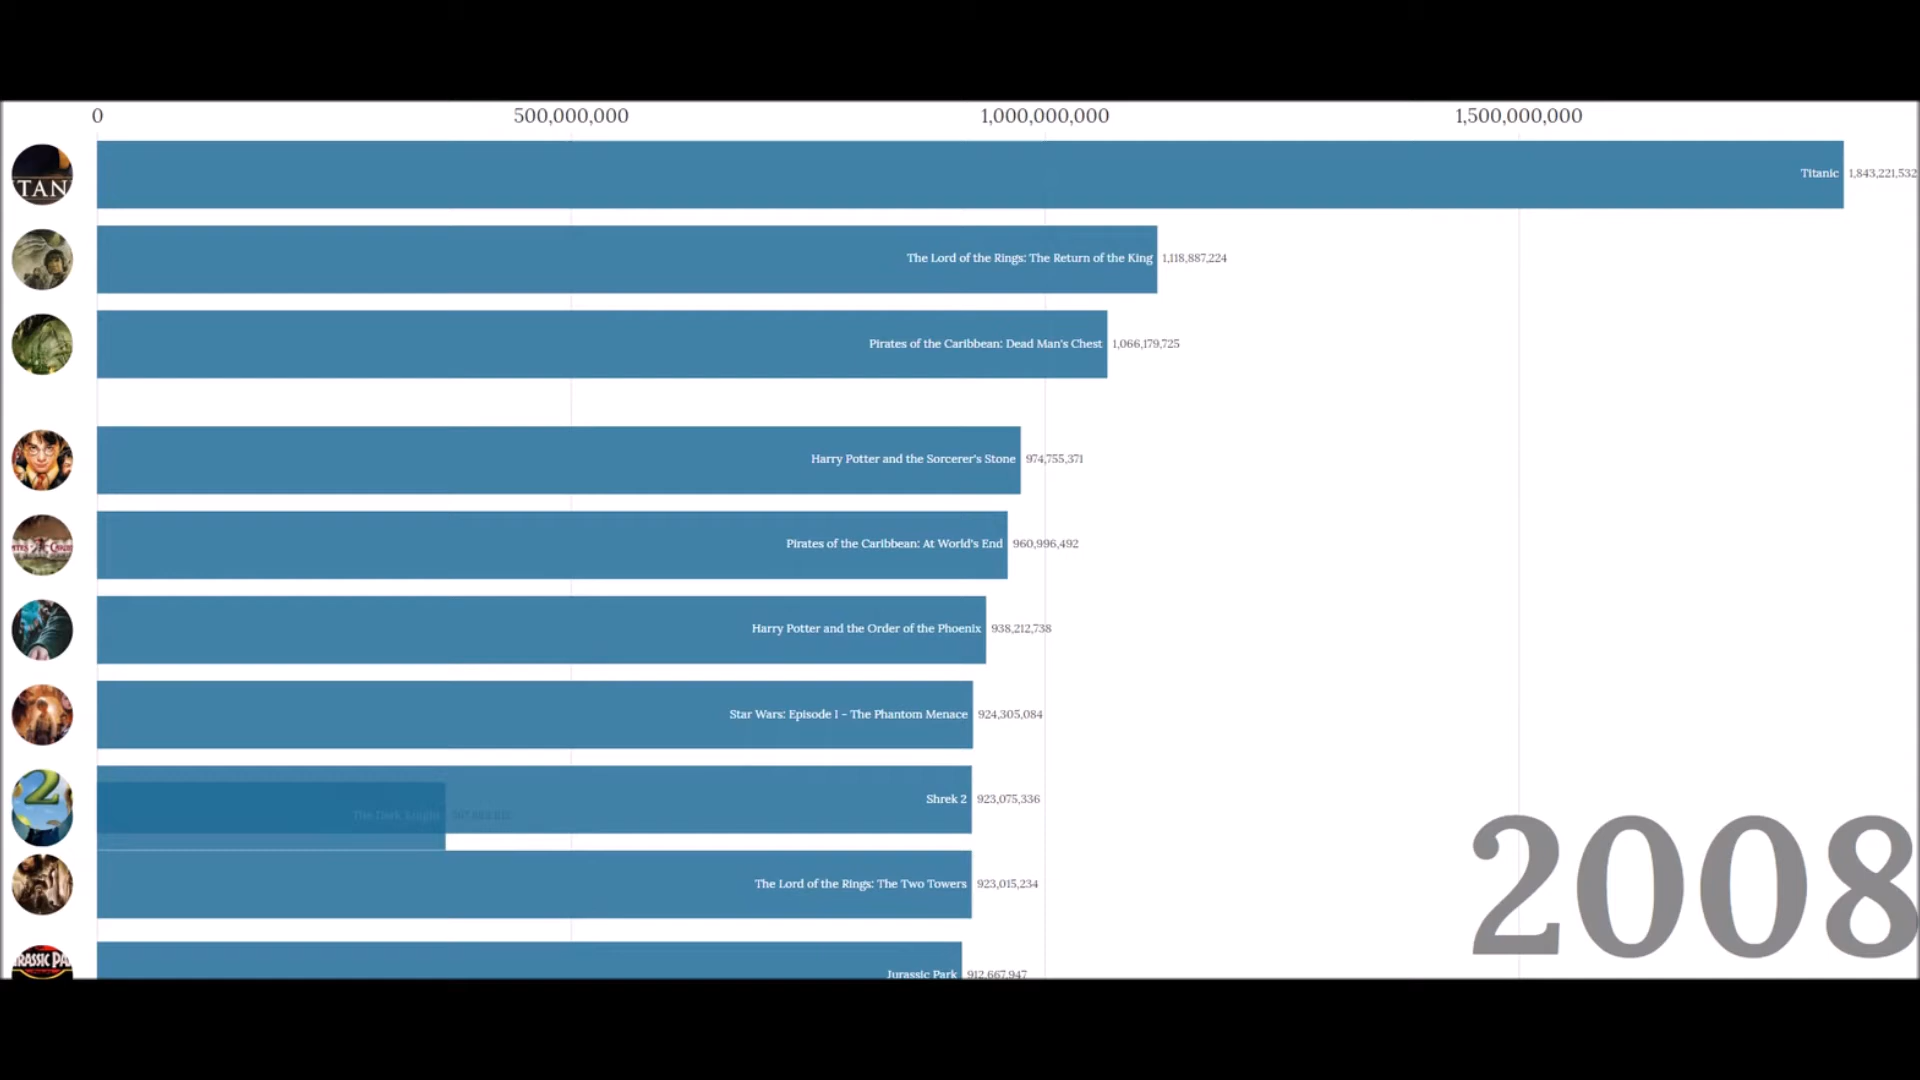 0 500,000,000 1,000,000,000 1,500,000,000
TAN
Titanic 1,843,221,532
The Lord of the Rings: The Return of the King 1,118,887,224
Pirates of the Caribbean: Dead Man's Chest 1,066,179,725
Harry Potter and the Sorcerer's Stone 974,755,371
Pirates of the Caribbean: At World's End 960,996,492
Harry Potter and the Order of the Phoenix 938,212,738
Star Wars: Episode I - The Phantom Menace 924,305,084
2
Shrek 2 923,075,336
The Dark Knight
The Lord of the Rings: The Two Towers 923,015,234
2008
RASSIC PA
Jurassic Park 912,667,947